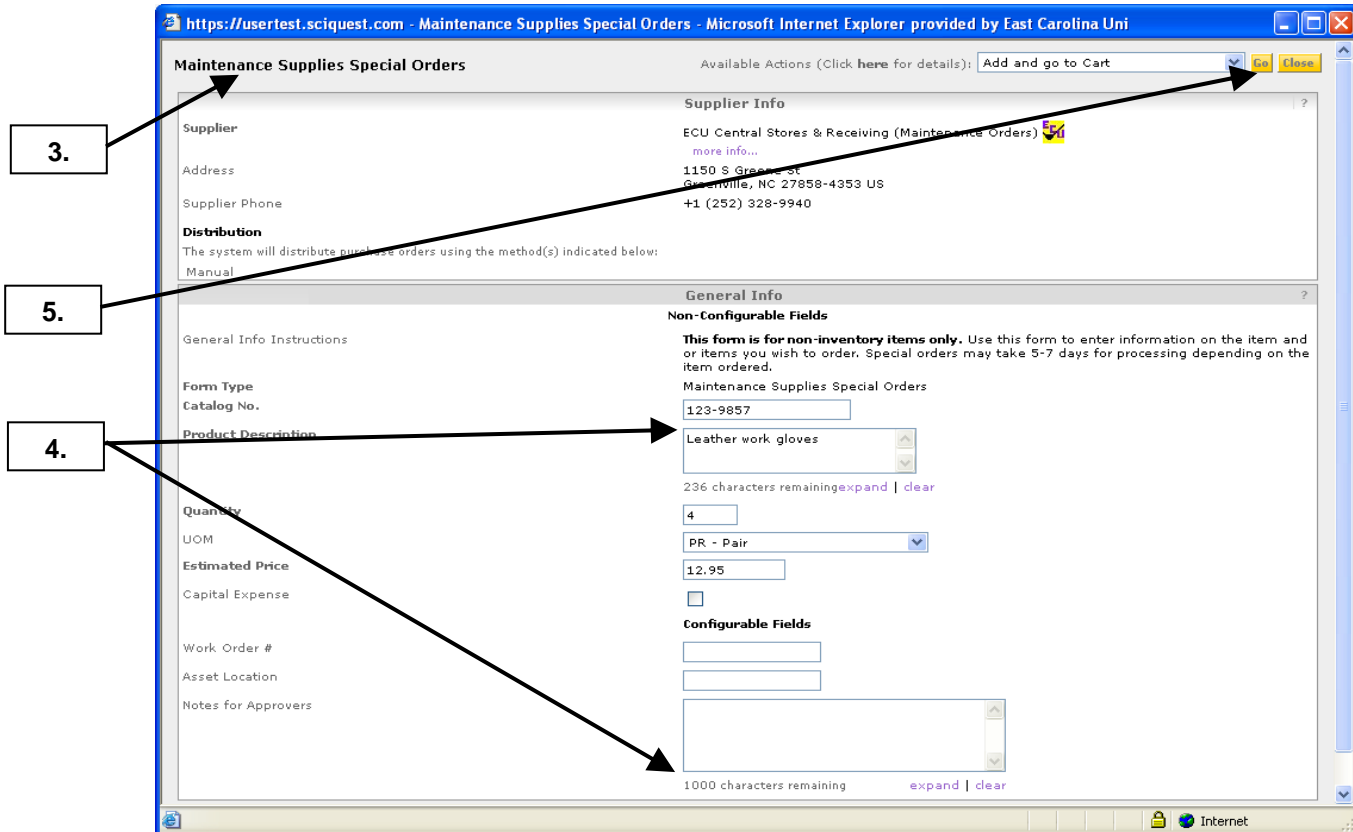 https://usertest.sciquest.com - Maintenance Supplies Special Orders - Microsoft Internet Explorer provided by East Carolina Uni
Maintenance Supplies Special Orders
Available Actions (Click here for details): Add and go to Cart Go Close
Supplier Info ?
3.
Supplier
ECU Central Stores & Receiving (Maintenance Orders) ECU
more info...
Address
1150 S Greene St
Greenville, NC 27858-4353 US
Supplier Phone
+1 (252) 328-9940
Distribution
The system will distribute purchase orders using the method(s) indicated below:
Manual
5.
General Info ?
Non-Configurable Fields
General Info Instructions
This form is for non-inventory items only. Use this form to enter information on the item and
or items you wish to order. Special orders may take 5-7 days for processing depending on the
item ordered.
Form Type
Maintenance Supplies Special Orders
Catalog No.
123-9857
4.
Product Description
Leather work gloves
236 characters remainingexpand | clear
Quantity
4
UOM
PR - Pair
Estimated Price
12.95
Capital Expense
Configurable Fields
Work Order #
Asset Location
Notes for Approvers
1000 characters remaining expand | clear
Internet